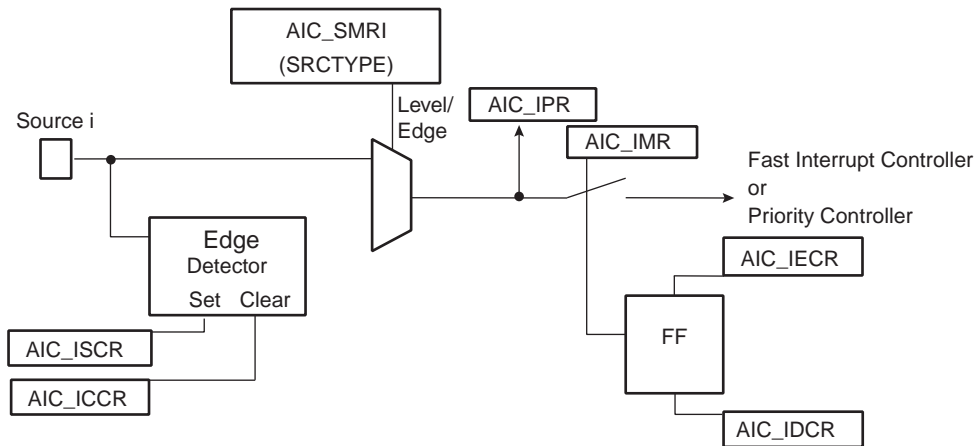 AIC_SMRI
(SRCTYPE)
Source i
Level/
Edge
AIC_IPR
AIC_IMR
Fast Interrupt Controller
or
Priority Controller
Edge
Detector
Set Clear
AIC_IECR
FF
AIC_ISCR
AIC_ICCR
AIC_IDCR